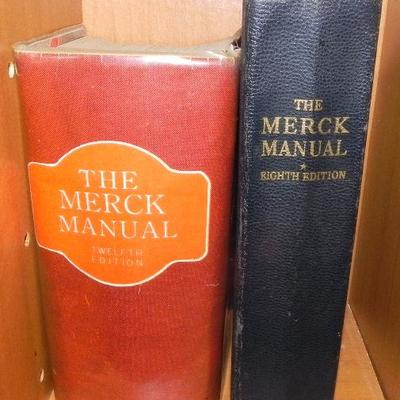 THE
MERCK
MANUAL
TWELFTH
EDITION
THE
MERCK
MANUAL
EIGHTH EDITION